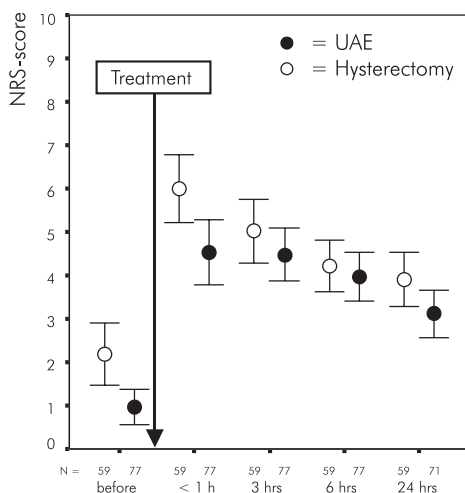 ● = UAE
○ = Hysterectomy
Treatment
NRS-score
10
9
8
7
6
5
4
3
2
1
0
N = 59 77 59 77 59 77 59 77 59 71
before < 1 h 3 hrs 6 hrs 24 hrs